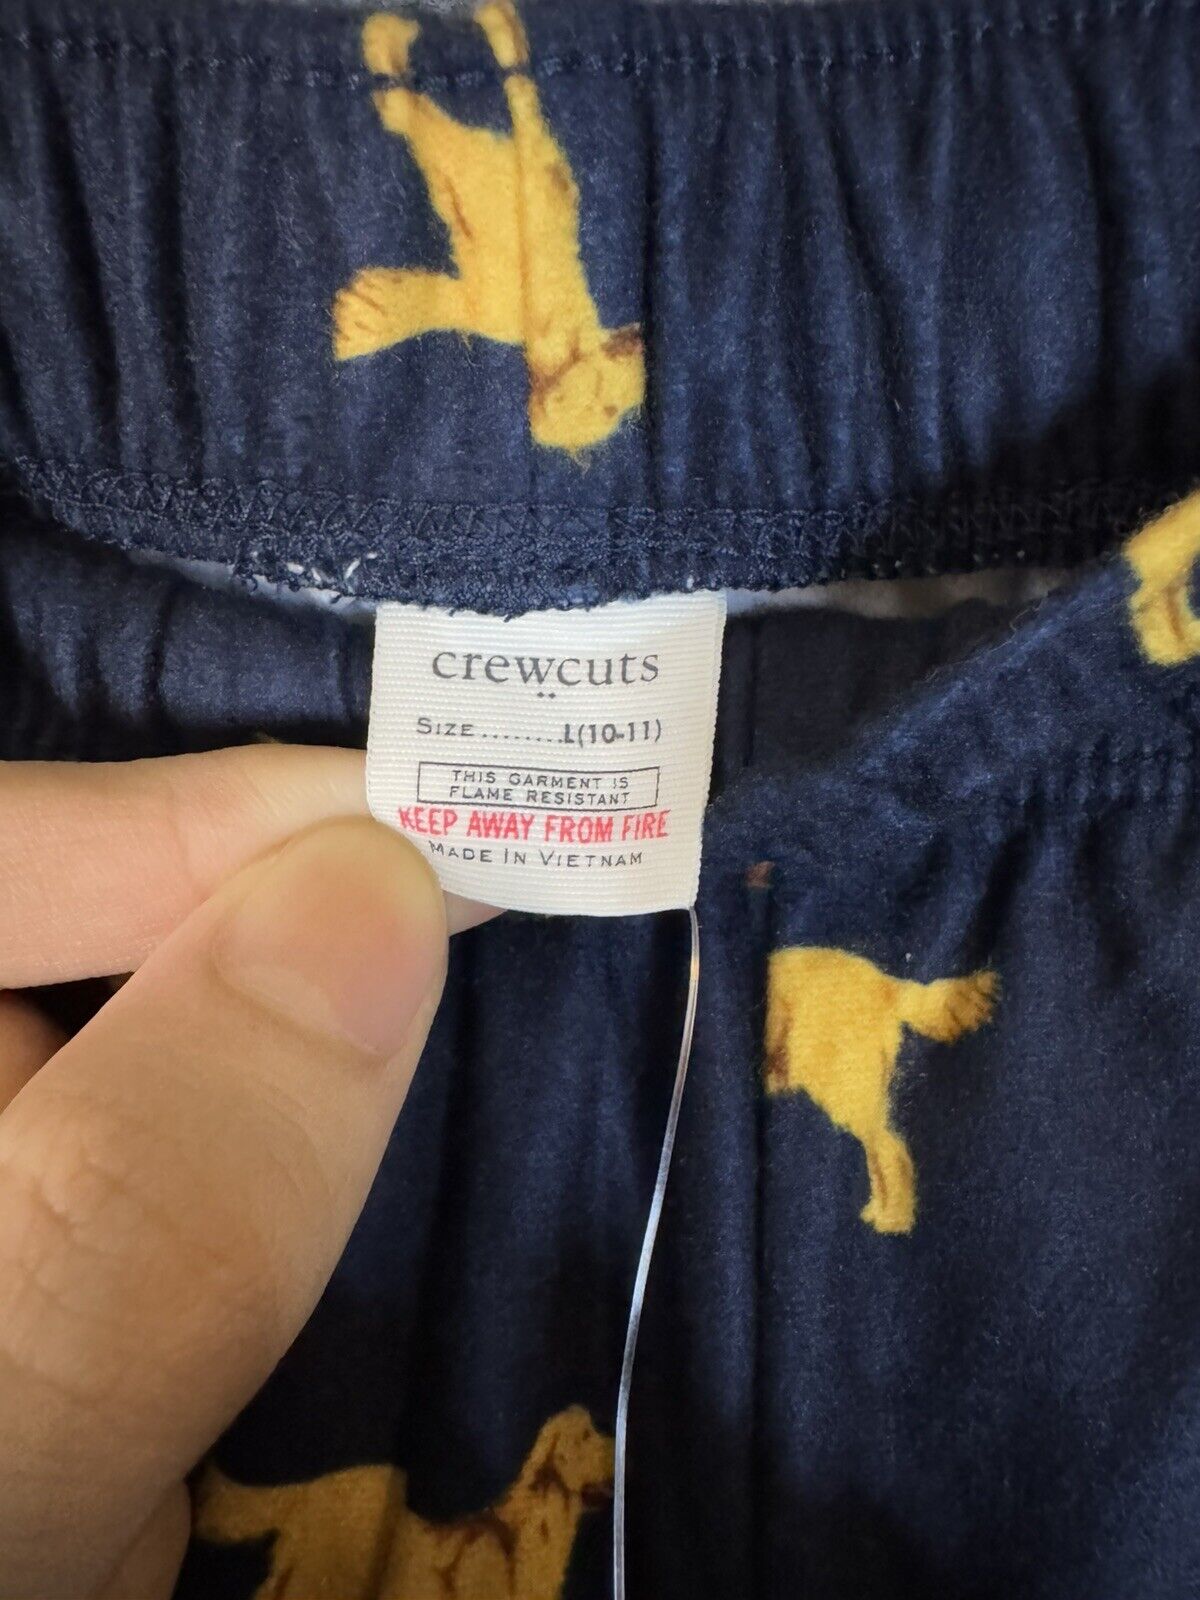 crewcuts
SIZE........L(10-11)
THIS GARMENT IS
FLAME RESISTANT
KEEP AWAY FROM FIRE
MADE IN VIETNAM